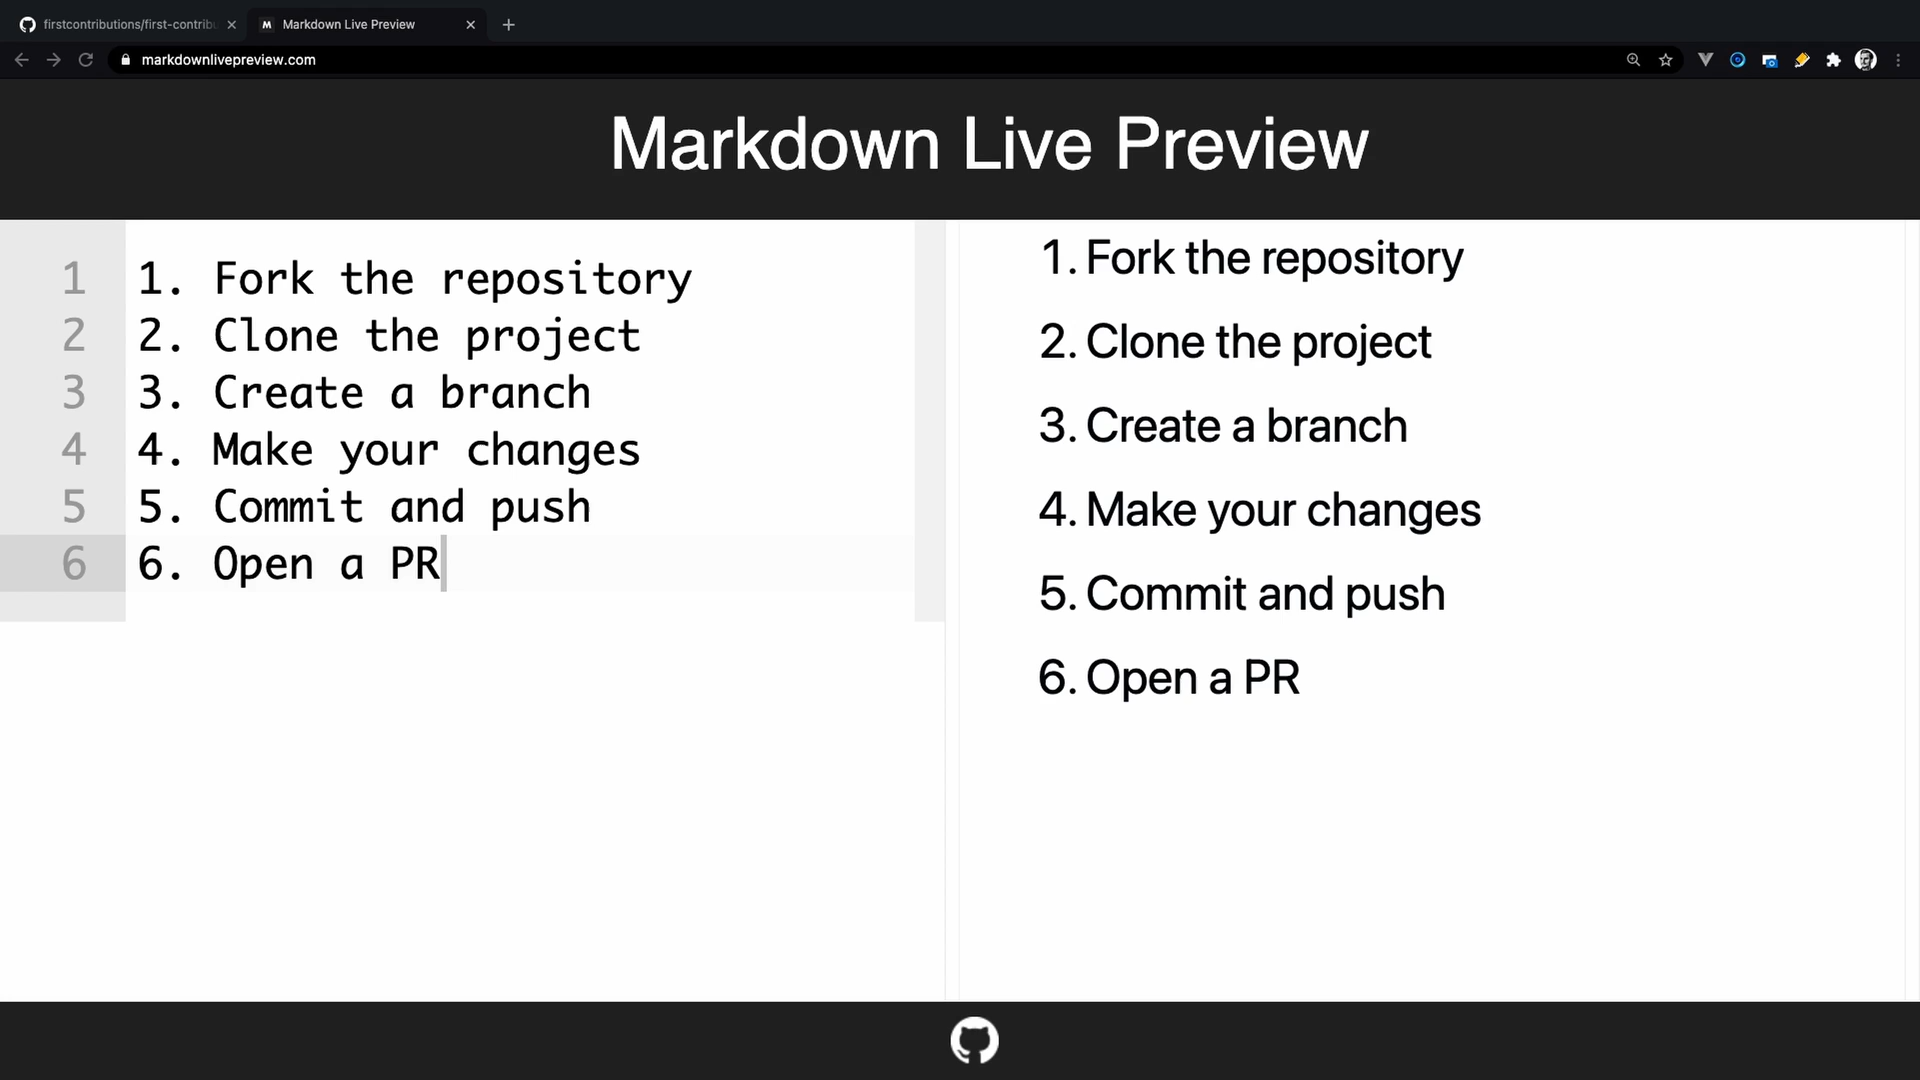 firstcontributions/first-contribu
M Markdown Live Preview
markdownlivepreview.com
Markdown Live Preview
1 1. Fork the repository
2 2. Clone the project
3 3. Create a branch
4 4. Make your changes
5 5. Commit and push
6 6. Open a PR
1. Fork the repository
2. Clone the project
3. Create a branch
4. Make your changes
5. Commit and push
6. Open a PR